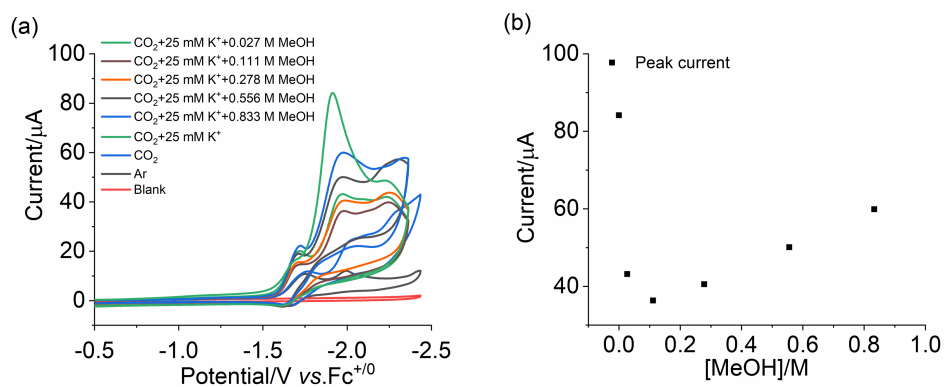 (a)
CO₂+25 mM K⁺+0.027 M MeOH
CO₂+25 mM K⁺+0.111 M MeOH
CO₂+25 mM K⁺+0.278 M MeOH
CO₂+25 mM K⁺+0.556 M MeOH
CO₂+25 mM K⁺+0.833 M MeOH
CO₂+25 mM K⁺
CO₂
Ar
Blank
100
80
60
40
20
0
Current/μA
-0.5 -1.0 -1.5 -2.0 -2.5
Potential/V vs.Fc⁺ᐟ⁰
(b)
Peak current
100
80
60
40
Current/μA
0.0 0.2 0.4 0.6 0.8 1.0
[MeOH]/M